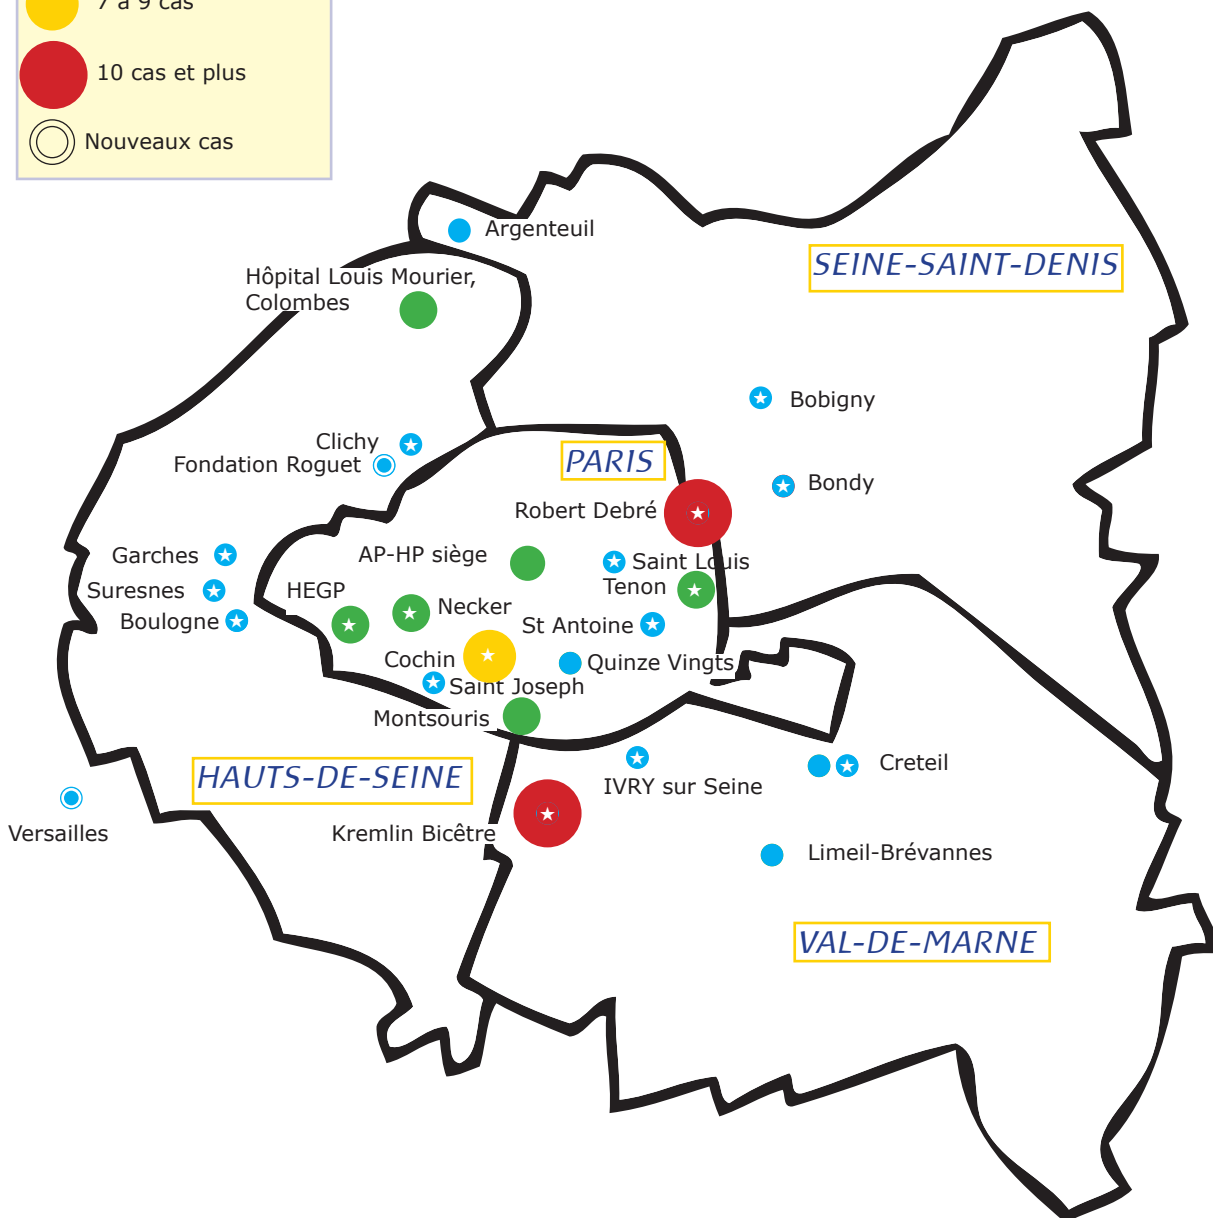 7 à 9 cas
10 cas et plus
Nouveaux cas
Argenteuil
SEINE-SAINT-DENIS
Hôpital Louis Mourier,
Colombes
Bobigny
Clichy
Fondation Roguet
PARIS
Bondy
Robert Debré
Garches
AP-HP siège
Saint Louis
Suresnes
HEGP
Tenon
Necker
Boulogne
St Antoine
Cochin
Quinze Vingts
Saint Joseph
Montsouris
HAUTS-DE-SEINE
IVRY sur Seine
Creteil
Versailles
Kremlin Bicêtre
Limeil-Brévannes
VAL-DE-MARNE